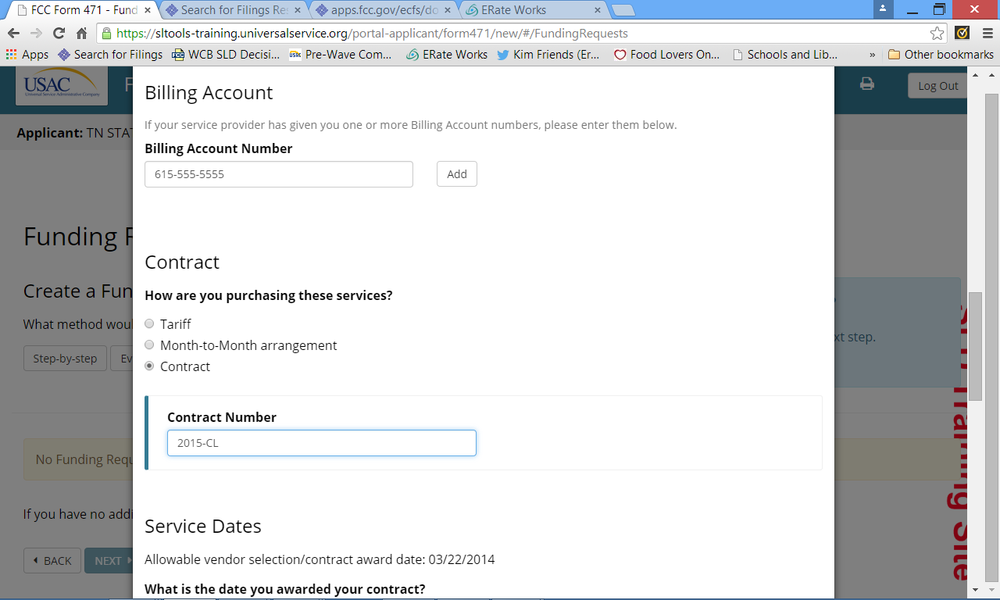 FCC Form 471 - Fund
Search for Filings Res
apps.fcc.gov/ecfs/do
ERate Works
https://sltools-training.universalservice.org/portal-applicant/form471/new/#/FundingRequests
Apps
Search for Filings
WCB SLD Decisi...
Pre-Wave Com...
ERate Works
Kim Friends (Er...
Food Lovers On...
Schools and Lib...
»
Other bookmarks
USAC
Universal Service Administrative Company
F
Log Out
Applicant: TN STAT
Billing Account
If your service provider has given you one or more Billing Account numbers, please enter them below.
Billing Account Number
615-555-5555
Add
Funding F
Contract
Create a Fun
How are you purchasing these services?
What method woul
Tariff
xt step.
Month-to-Month arrangement
Step-by-step
Ev
Contract
Contract Number
2015-CL
No Funding Requ
If you have no addi
Service Dates
BACK
NEXT
Allowable vendor selection/contract award date: 03/22/2014
What is the date you awarded your contract?
Training Site